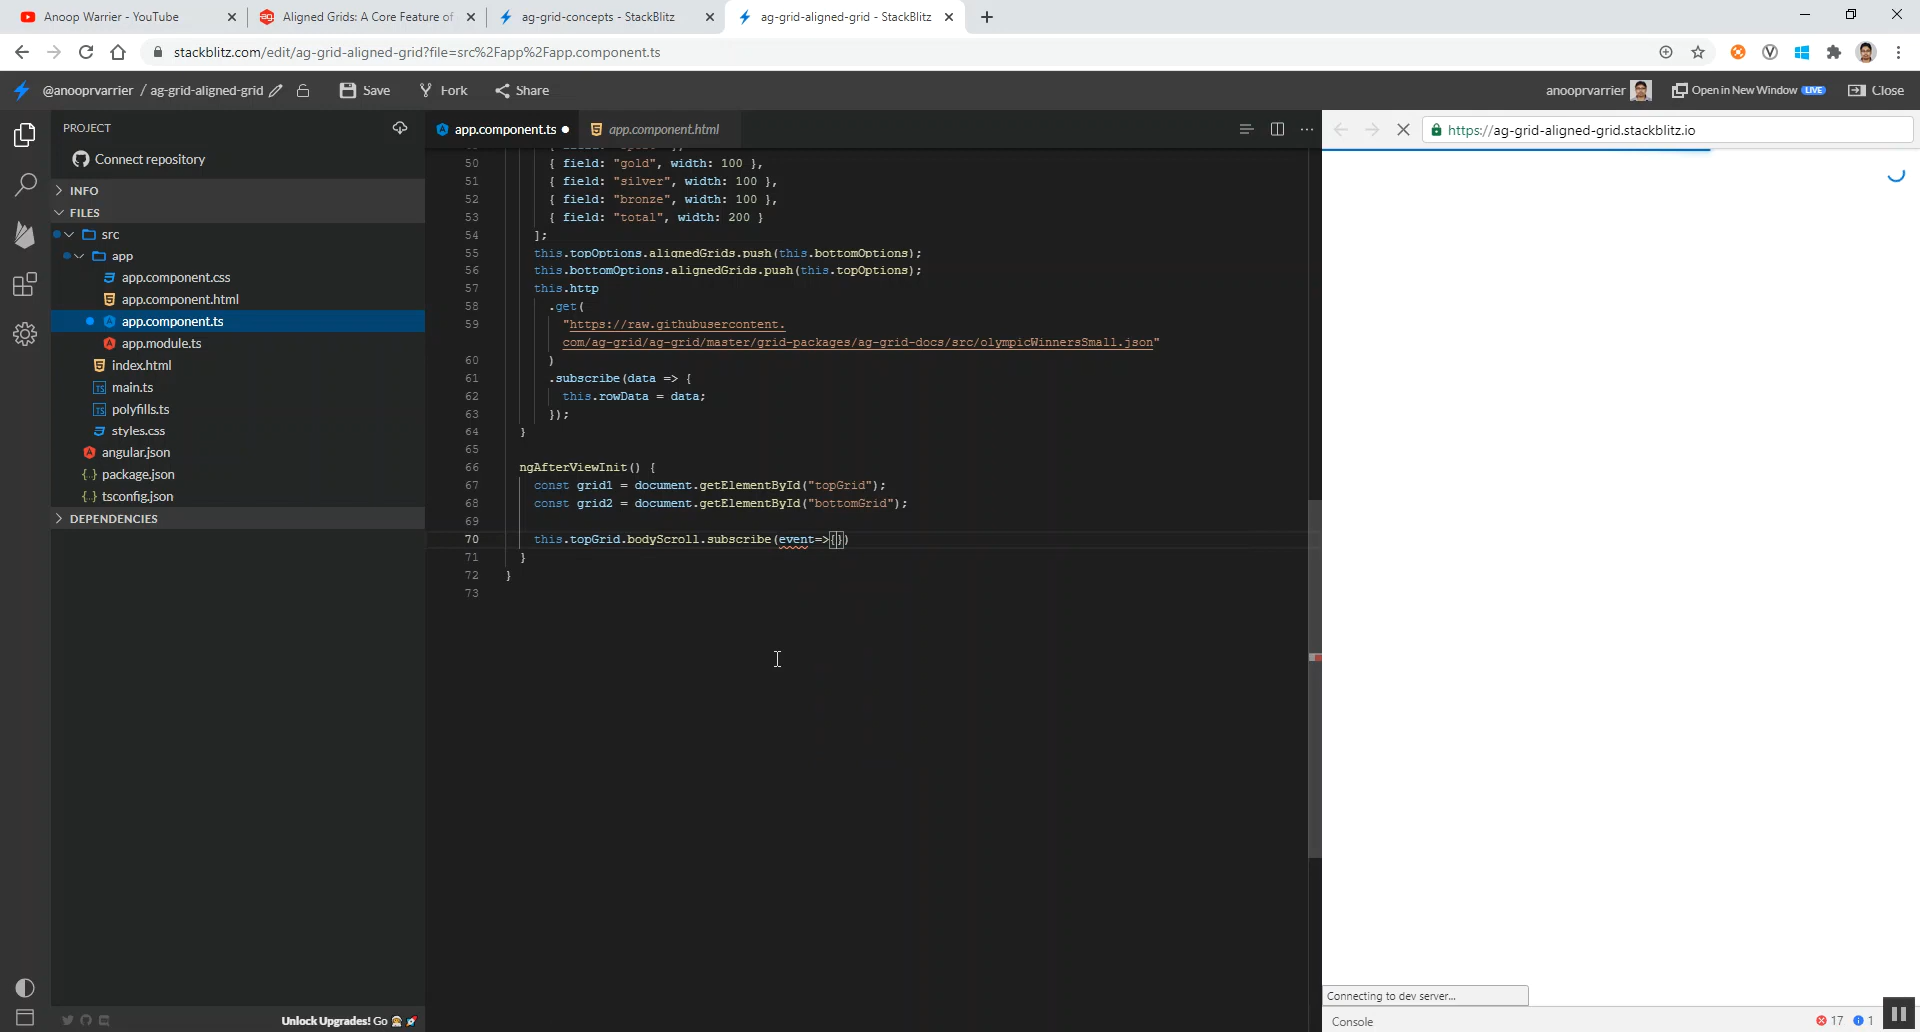 Anoop Warrier - YouTube
Aligned Grids: A Core Feature of
ag-grid-concepts - StackBlitz
ag-grid-aligned-grid - StackBlitz
stackblitz.com/edit/ag-grid-aligned-grid?file=src%2Fapp%2Fapp.component.ts
@anooprvarrier / ag-grid-aligned-grid
Save
Fork
Share
anooprvarrier
Open in New Window LIVE
Close
PROJECT
app.component.ts
app.component.html
https://ag-grid-aligned-grid.stackblitz.io
Connect repository
INFO
FILES
src
app
app.component.css
app.component.html
app.component.ts
app.module.ts
index.html
main.ts
polyfills.ts
styles.css
angular.json
package.json
tsconfig.json
DEPENDENCIES
50 { field: "gold", width: 100 },
51 { field: "silver", width: 100 },
52 { field: "bronze", width: 100 },
53 { field: "total", width: 200 }
54 ];
55 this.topOptions.alignedGrids.push(this.bottomOptions);
56 this.bottomOptions.alignedGrids.push(this.topOptions);
57 this.http
58 .get(
59 "https://raw.githubusercontent.
com/ag-grid/ag-grid/master/grid-packages/ag-grid-docs/src/olympicWinnersSmall.json"
60 )
61 .subscribe(data => {
62 this.rowData = data;
63 });
64 }
65
66 ngAfterViewInit() {
67 const grid1 = document.getElementById("topGrid");
68 const grid2 = document.getElementById("bottomGrid");
69
70 this.topGrid.bodyScroll.subscribe(event=>{})
71 }
72 }
73
Unlock Upgrades! Go
Connecting to dev server...
Console
17
1